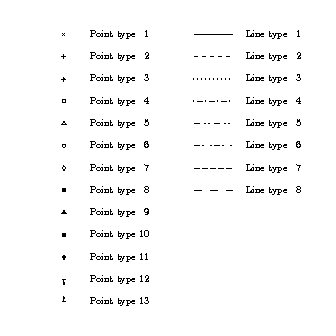 Point type 1 Line type 1
Point type 2 Line type 2
Point type 3 Line type 3
Point type 4 Line type 4
Point type 5 Line type 5
Point type 6 Line type 6
Point type 7 Line type 7
Point type 8 Line type 8
Point type 9
Point type 10
Point type 11
Point type 12
Point type 13